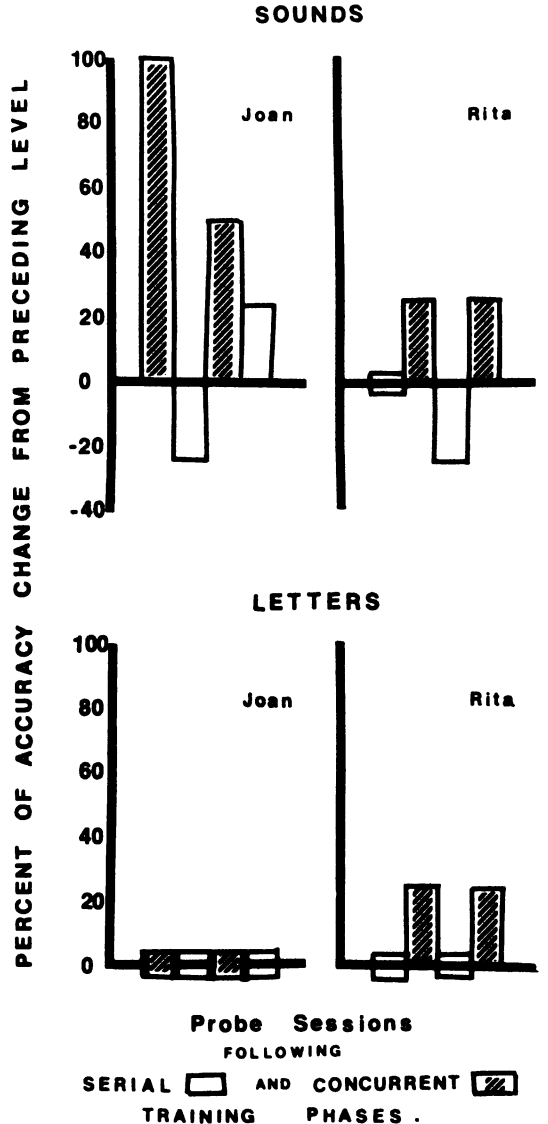 SOUNDS
PERCENT OF ACCURACY CHANGE FROM PRECEDING LEVEL
100
80
60
40
20
0
-20
-40
Joan
Rita
LETTERS
100
80
60
40
20
0
Joan
Rita
Probe Sessions
FOLLOWING
SERIAL AND CONCURRENT
TRAINING PHASES.